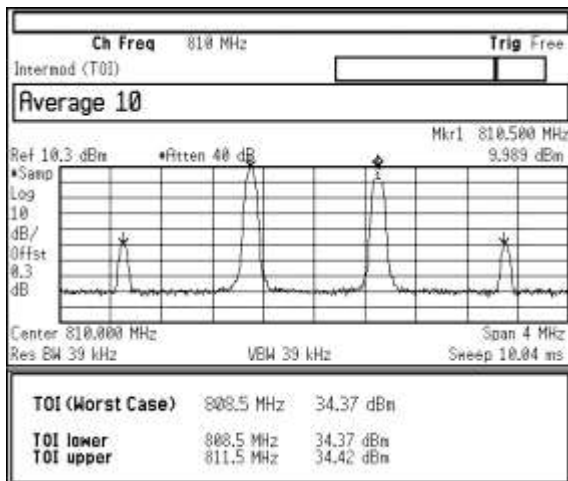 Ch Freq 810 MHz Trig Free
Intermod (TOI)
Average 10
Mkr1 810.500 MHz
Ref 10.3 dBm *Atten 40 dB 9.989 dBm
*Samp
Log
10
dB/
Offst
0.3
dB
1
Center 810.000 MHz Span 4 MHz
Res BW 39 kHz VBW 39 kHz Sweep 10.04 ms
TOI (Worst Case) 808.5 MHz 34.37 dBm
TOI lower 808.5 MHz 34.37 dBm
TOI upper 811.5 MHz 34.42 dBm